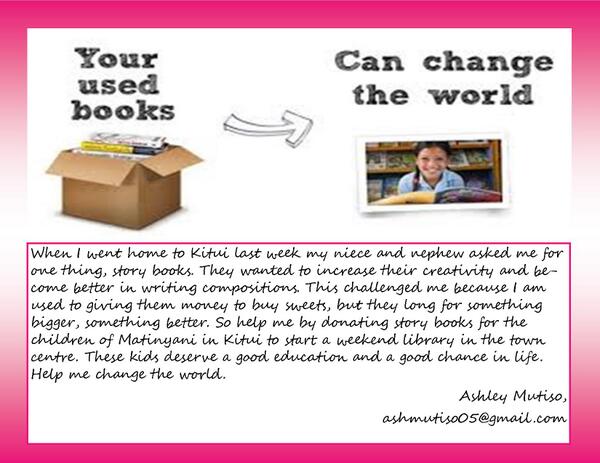 Your
used
books
Can change
the world
When I went home to Kitui last week my niece and nephew asked me for
one thing, story books. They wanted to increase their creativity and be-
come better in writing compositions. This challenged me because I am
used to giving them money to buy sweets, but they long for something
bigger, something better. So help me by donating story books for the
children of Matinyani in Kitui to start a weekend library in the town
centre. These kids deserve a good education and a good chance in life.
Help me change the world.
Ashley Mutiso,
ashmutiso05@gmail.com